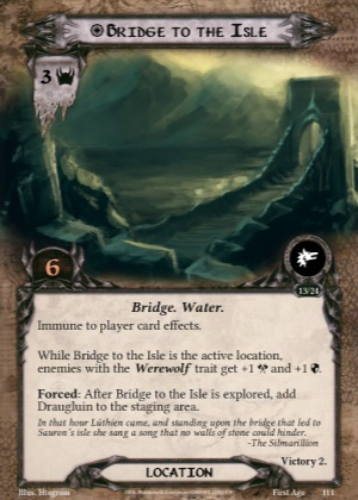 BRIDGE TO THE ISLE
3
6
13/24
Bridge. Water.
Immune to player card effects.
While Bridge to the Isle is the active location,
enemies with the Werewolf trait get +1 and +1 .
Forced: After Bridge to the Isle is explored, add
Draugluin to the staging area.
In that hour Lúthien came, and standing upon the bridge that led to
Sauron's isle she sang a song that no walls of stone could hinder.
-The Silmarillion
Victory 2.
LOCATION
First Age